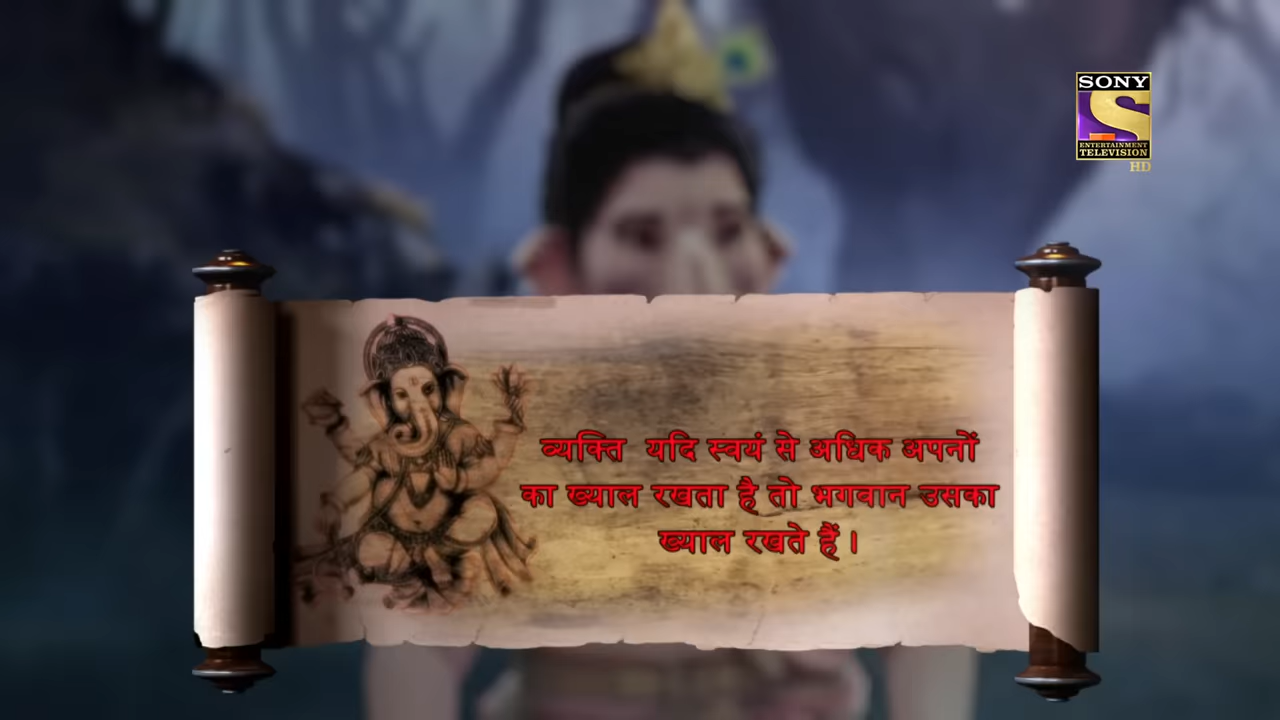 SONY
ENTERTAINMENT
TELEVISION
HD
व्यक्ति यदि स्वयं से अधिक अपनों
का ख्याल रखता है तो भगवान उसका
ख्याल रखते हैं।